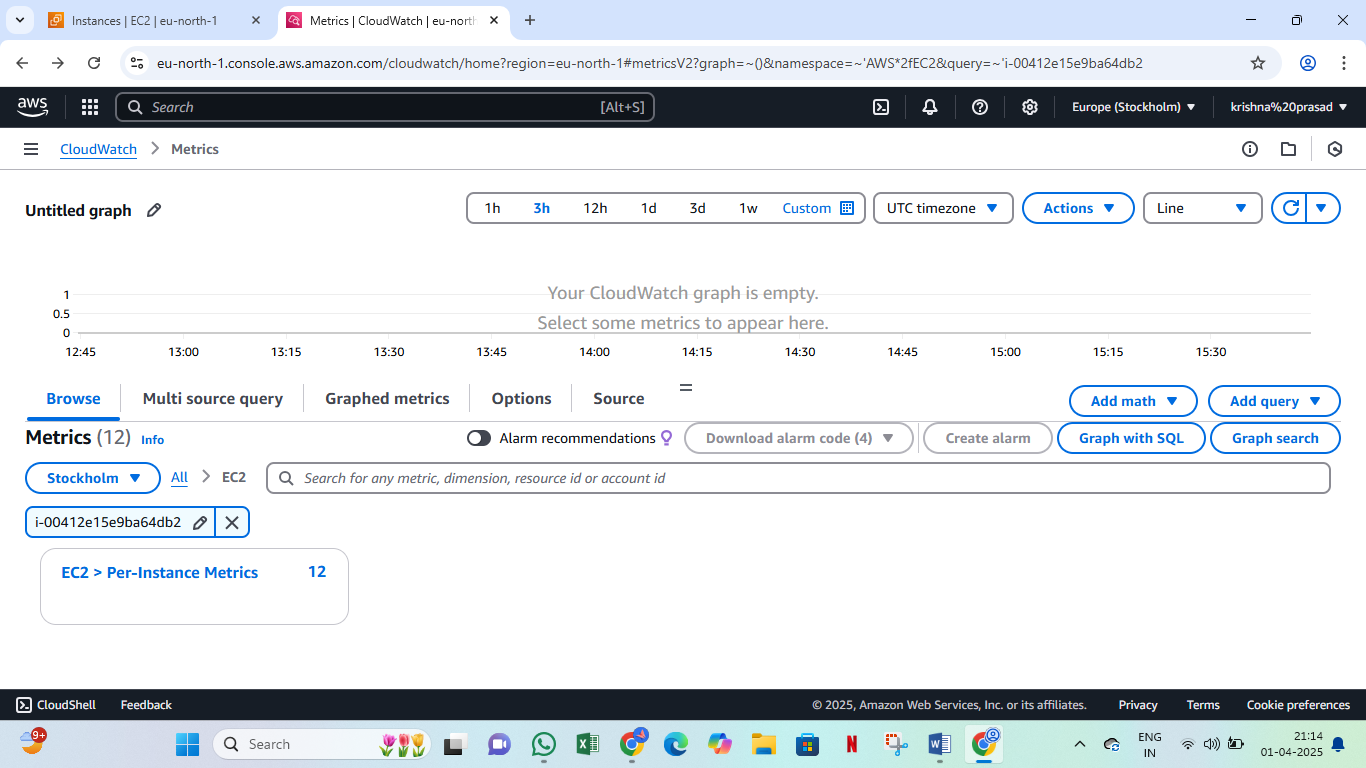 Instances | EC2 | eu-north-1
Metrics | CloudWatch | eu-north
eu-north-1.console.aws.amazon.com/cloudwatch/home?region=eu-north-1#metricsV2?graph=~()&namespace=~'AWS*2fEC2&query=~'i-00412e15e9ba64db2
aws
Search [Alt+S]
Europe (Stockholm)
krishna%20prasad
CloudWatch > Metrics
Untitled graph
1h 3h 12h 1d 3d 1w Custom
UTC timezone
Actions
Line
Your CloudWatch graph is empty.
Select some metrics to appear here.
1
0.5
0
12:45 13:00 13:15 13:30 13:45 14:00 14:15 14:30 14:45 15:00 15:15 15:30
Browse Multi source query Graphed metrics Options Source
Add math Add query
Metrics (12) Info
Alarm recommendations
Download alarm code (4)
Create alarm
Graph with SQL
Graph search
Stockholm
All > EC2
Search for any metric, dimension, resource id or account id
i-00412e15e9ba64db2
EC2 > Per-Instance Metrics 12
CloudShell Feedback
© 2025, Amazon Web Services, Inc. or its affiliates. Privacy Terms Cookie preferences
9+
Search
ENG
IN
21:14
01-04-2025